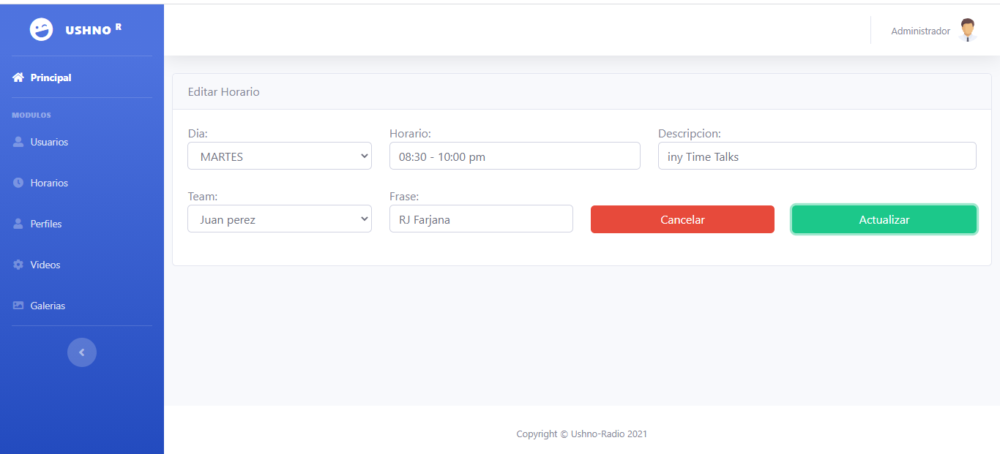 USHNO R
Administrador
Principal
MODULOS
Usuarios
Horarios
Perfiles
Videos
Galerias
Editar Horario
Dia:
MARTES
Horario:
08:30 - 10:00 pm
Descripcion:
iny Time Talks
Team:
Juan perez
Frase:
RJ Farjana
Cancelar
Actualizar
Copyright © Ushno-Radio 2021